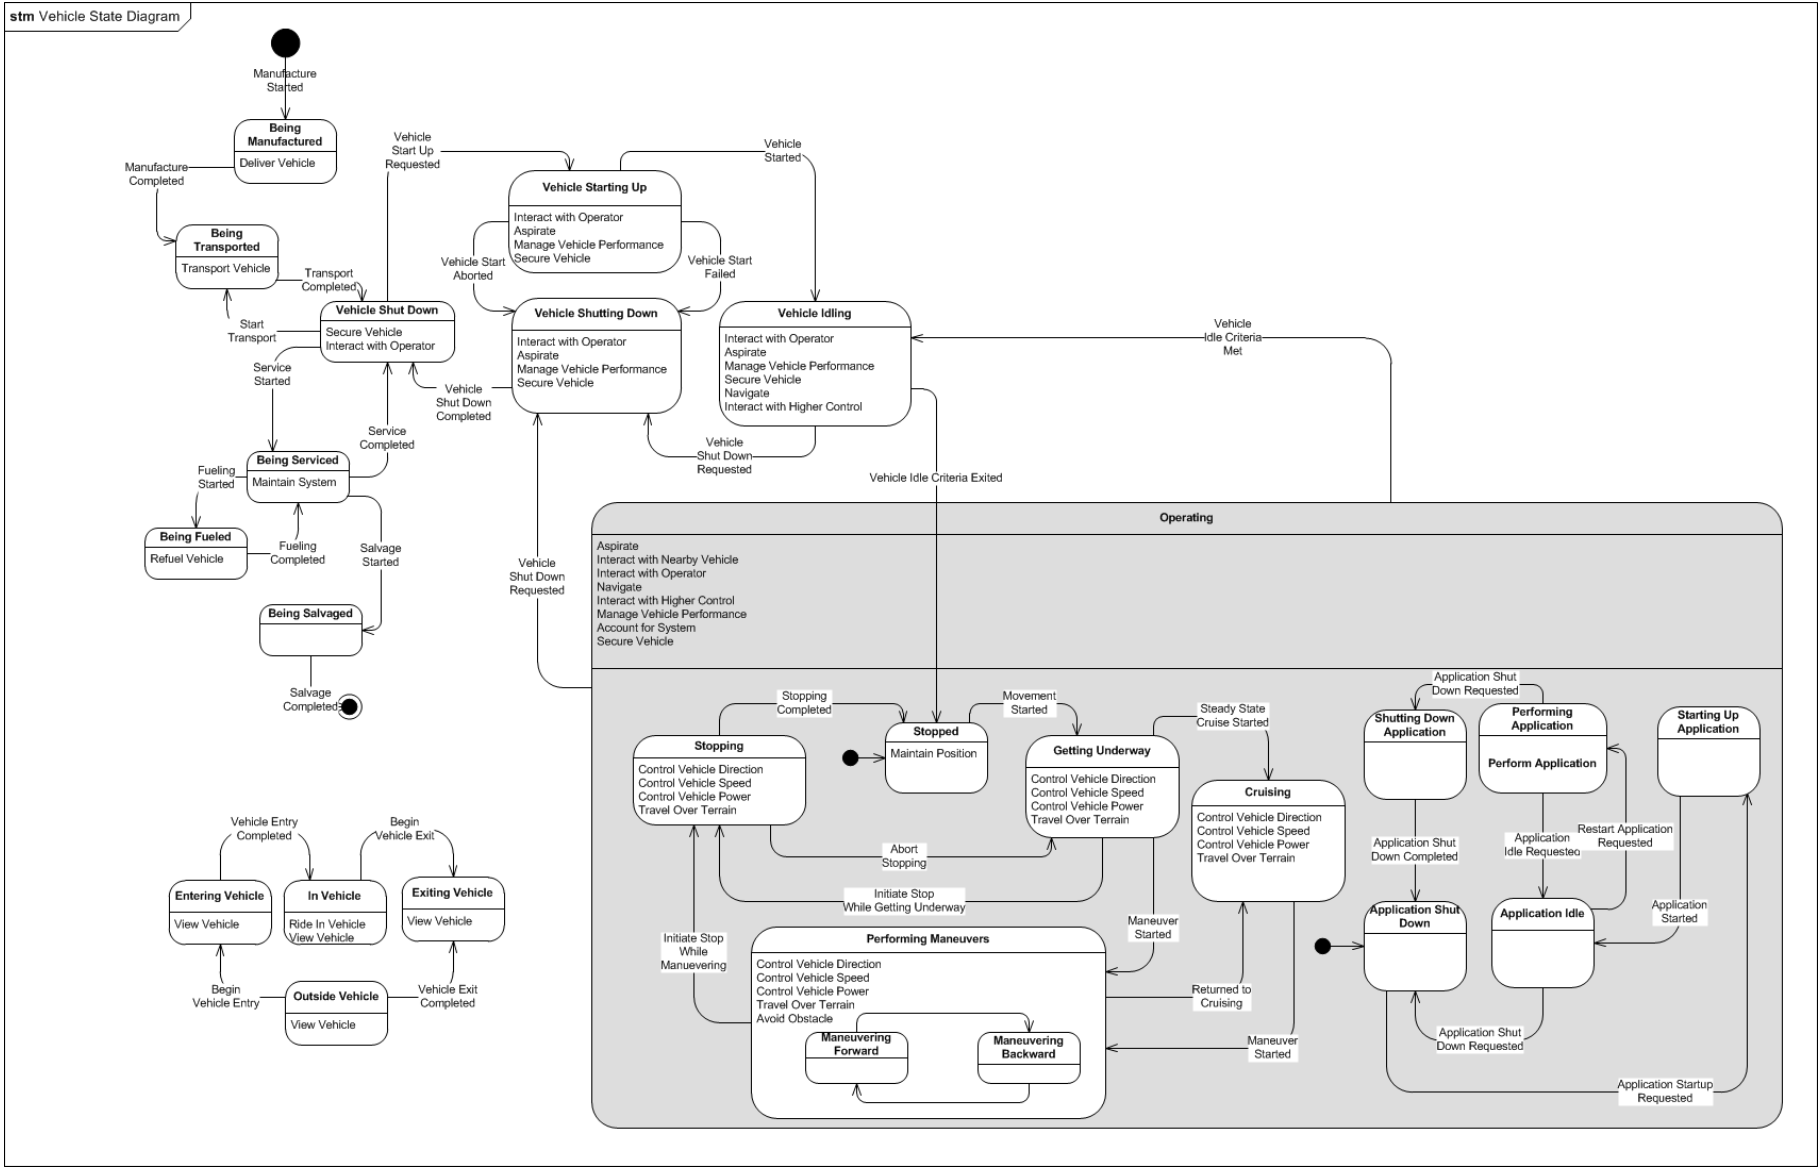 stm Vehicle State Diagram
Manufacture
Started
Being
Manufactured
Deliver Vehicle
Manufacture
Completed
Being
Transported
Transport Vehicle
Transport
Completed
Start
Transport
Vehicle Shut Down
Secure Vehicle
Interact with Operator
Service
Started
Service
Completed
Being Serviced
Maintain System
Fueling
Started
Being Fueled
Refuel Vehicle
Fueling
Completed
Salvage
Started
Being Salvaged
Salvage
Completed
Vehicle
Start Up
Requested
Vehicle Starting Up
Interact with Operator
Aspirate
Manage Vehicle Performance
Secure Vehicle
Vehicle
Started
Vehicle Start
Aborted
Vehicle Start
Failed
Vehicle Shutting Down
Interact with Operator
Aspirate
Manage Vehicle Performance
Secure Vehicle
Vehicle
Shut Down
Completed
Vehicle Idling
Interact with Operator
Aspirate
Manage Vehicle Performance
Secure Vehicle
Navigate
Interact with Higher Control
Vehicle
Shut Down
Requested
Vehicle
Idle Criteria
Met
Vehicle Idle Criteria Exited
Vehicle
Shut Down
Requested
Operating
Aspirate
Interact with Nearby Vehicle
Interact with Operator
Navigate
Interact with Higher Control
Manage Vehicle Performance
Account for System
Secure Vehicle
Stopping
Completed
Movement
Started
Steady State
Cruise Started
Stopping
Control Vehicle Direction
Control Vehicle Speed
Control Vehicle Power
Travel Over Terrain
Stopped
Maintain Position
Getting Underway
Control Vehicle Direction
Control Vehicle Speed
Control Vehicle Power
Travel Over Terrain
Cruising
Control Vehicle Direction
Control Vehicle Speed
Control Vehicle Power
Travel Over Terrain
Abort
Stopping
Initiate Stop
While Getting Underway
Maneuver
Started
Initiate Stop
While
Manuevering
Performing Maneuvers
Control Vehicle Direction
Control Vehicle Speed
Control Vehicle Power
Travel Over Terrain
Avoid Obstacle
Maneuvering
Forward
Maneuvering
Backward
Returned to
Cruising
Maneuver
Started
Application Shut
Down Requested
Shutting Down
Application
Performing
Application
Perform Application
Starting Up
Application
Application Shut
Down Completed
Application
Idle Requested
Restart Application
Requested
Application Shut
Down
Application Idle
Application
Started
Application Shut
Down Requested
Application Startup
Requested
Vehicle Entry
Completed
Begin
Vehicle Exit
Entering Vehicle
View Vehicle
In Vehicle
Ride In Vehicle
View Vehicle
Exiting Vehicle
View Vehicle
Begin
Vehicle Entry
Outside Vehicle
View Vehicle
Vehicle Exit
Completed